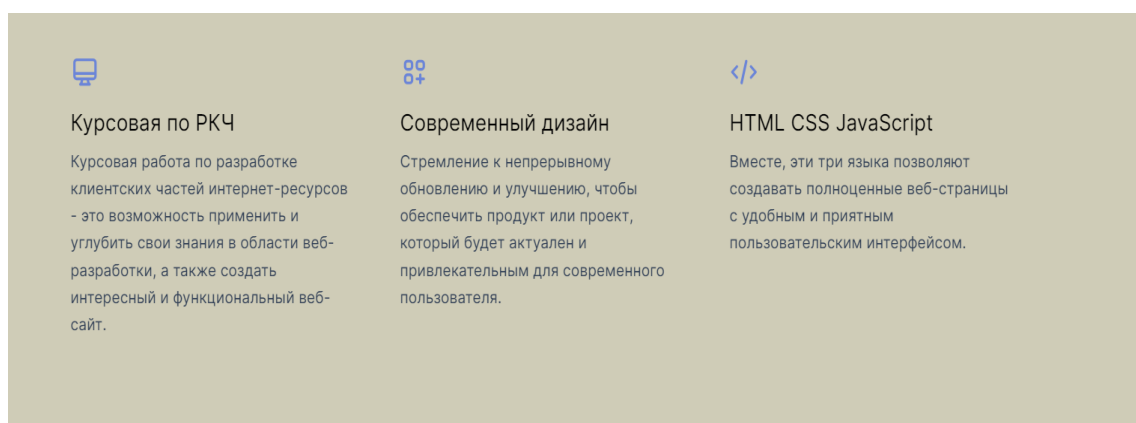 Курсовая по РКЧ
Курсовая работа по разработке
клиентских частей интернет-ресурсов
- это возможность применить и
углубить свои знания в области веб-
разработки, а также создать
интересный и функциональный веб-
сайт.
Современный дизайн
Стремление к непрерывному
обновлению и улучшению, чтобы
обеспечить продукт или проект,
который будет актуален и
привлекательным для современного
пользователя.
HTML CSS JavaScript
Вместе, эти три языка позволяют
создавать полноценные веб-страницы
с удобным и приятным
пользовательским интерфейсом.